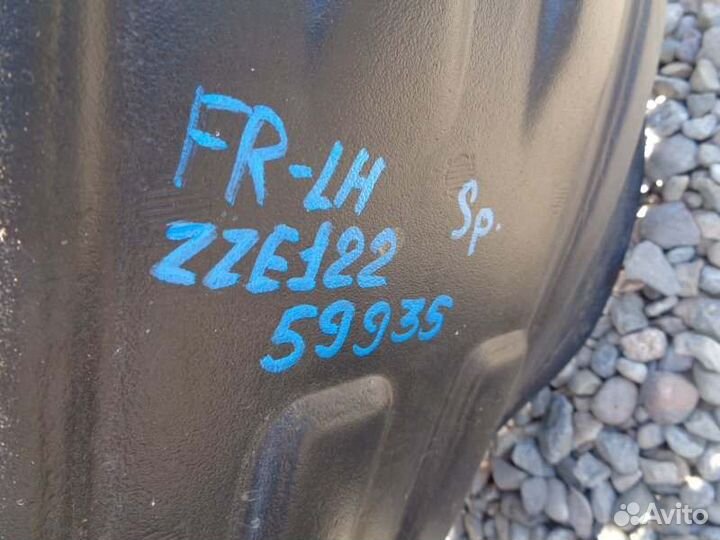 FR-LH
Sp.
ZZE122
59935
Avito